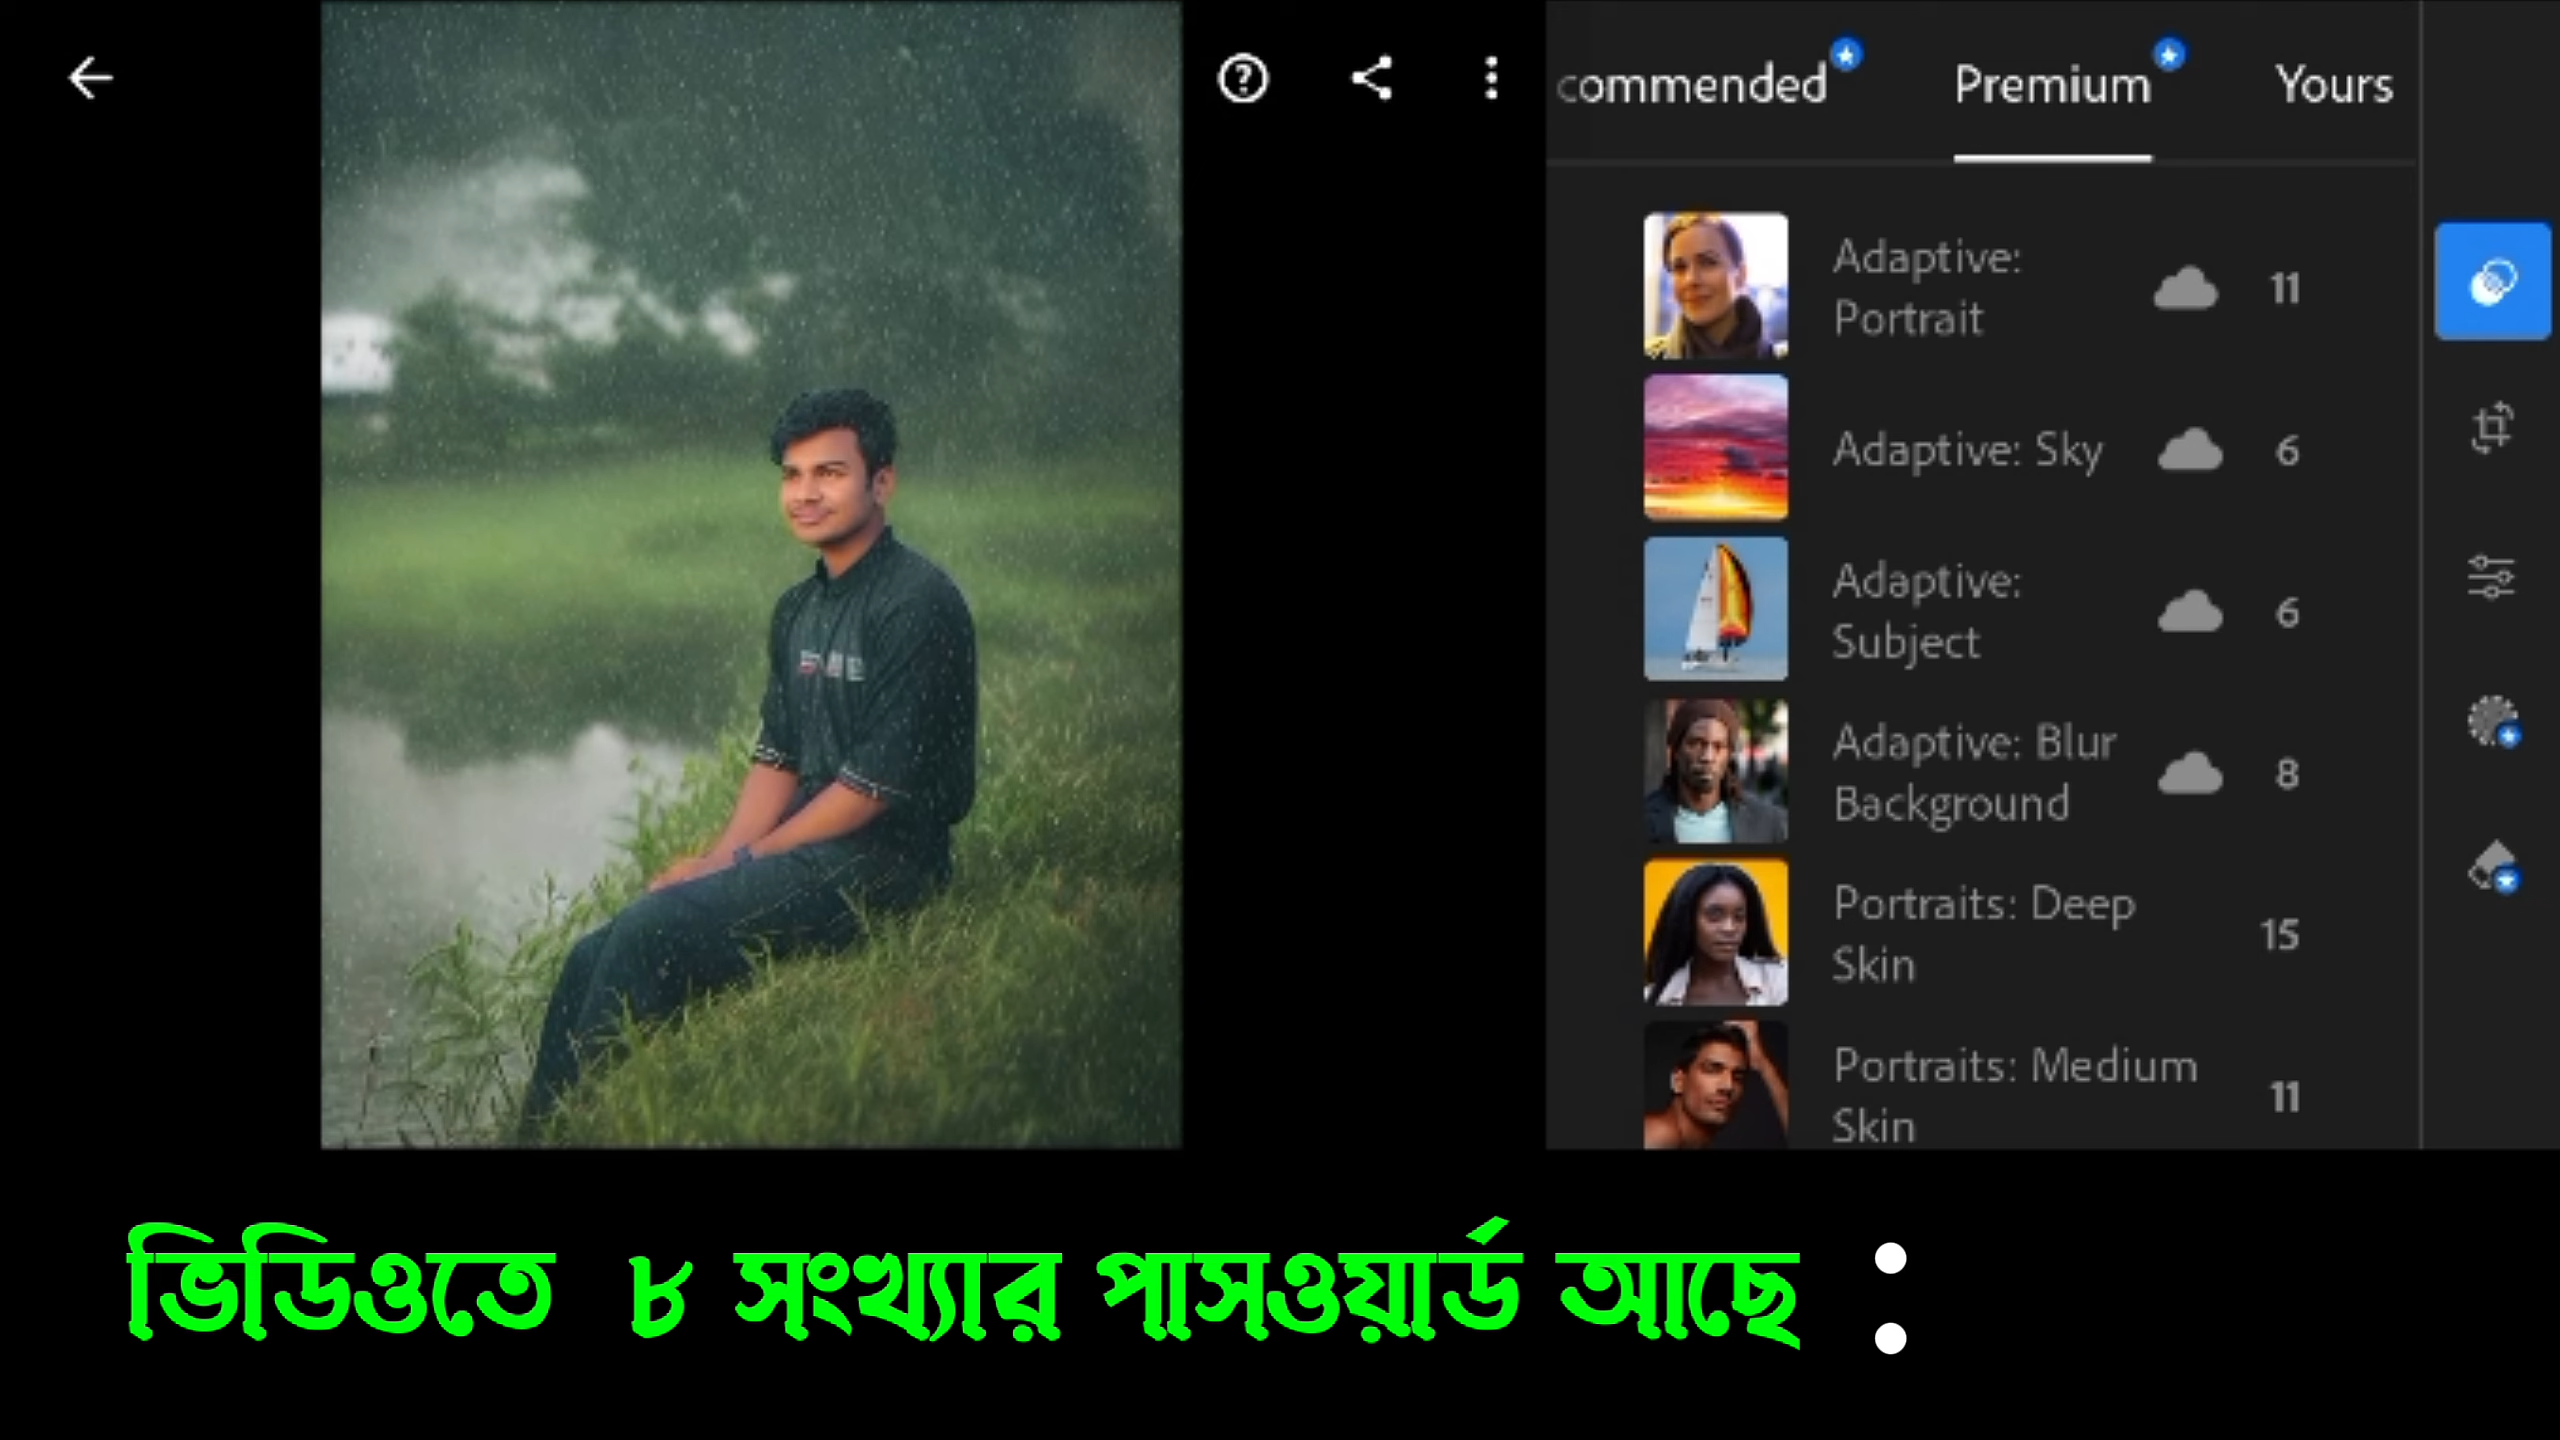 commended
Premium
Yours
Adaptive:
Portrait
11
Adaptive: Sky
6
Adaptive:
Subject
6
Adaptive: Blur
Background
8
Portraits: Deep
Skin
15
Portraits: Medium
Skin
11
ভিডিওতে ৮ সংখ্যার পাসওয়ার্ড আছে :